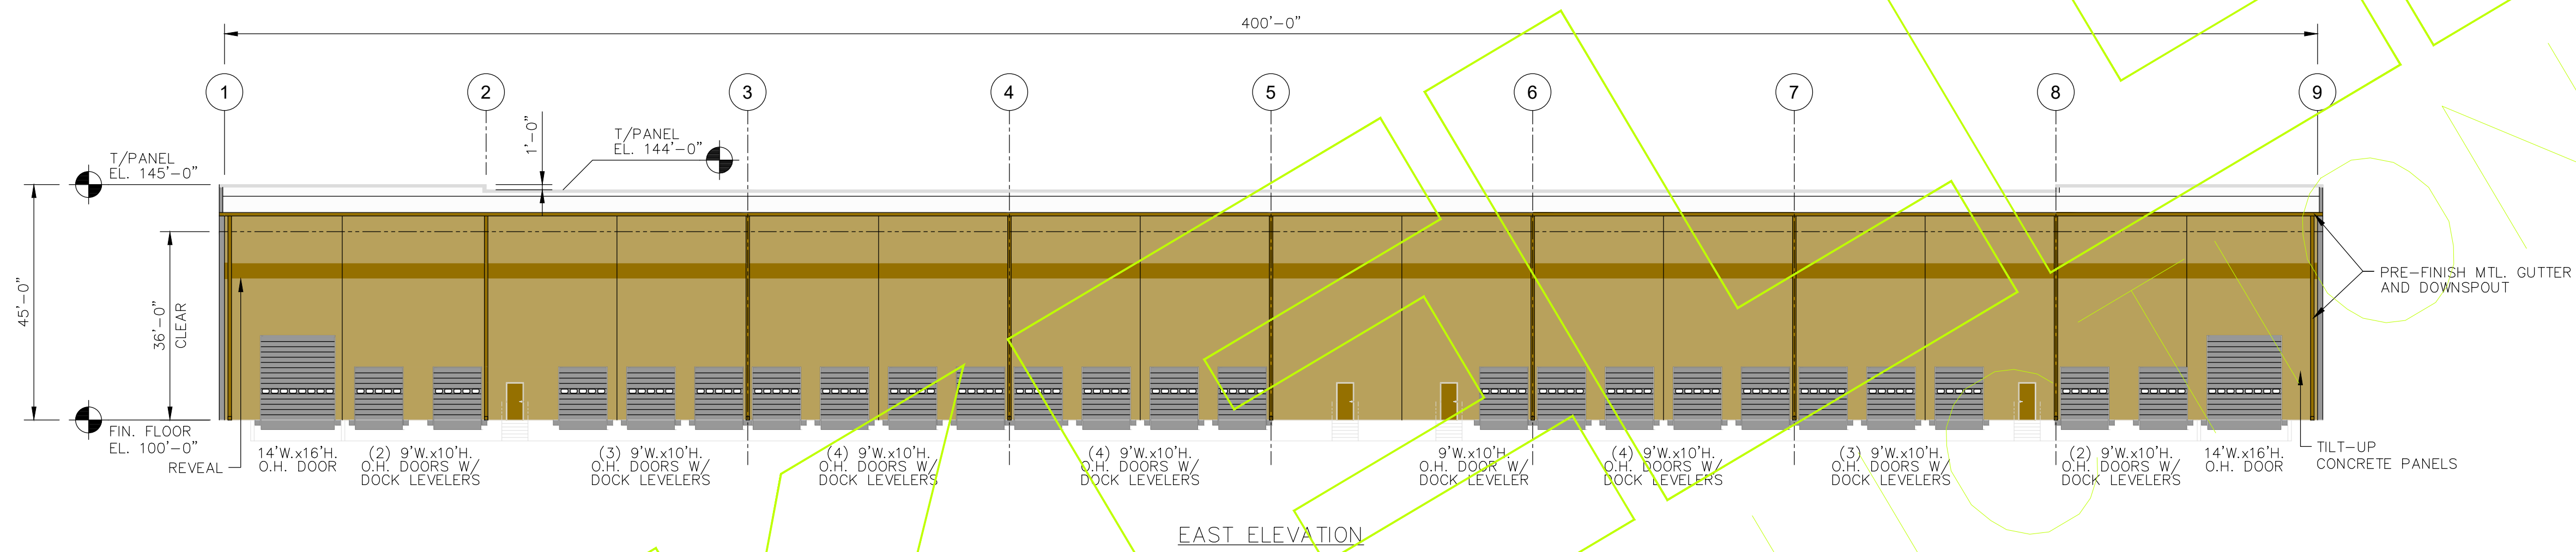 400'-0"
1
2
3
4
5
6
7
8
9
T/PANEL
EL. 145'-0"
1'-0"
T/PANEL
EL. 144'-0"
45'-0"
36'-0"
CLEAR
PRE-FINISH MTL. GUTTER
AND DOWNSPOUT
FIN. FLOOR
EL. 100'-0"
REVEAL
14'W.x16'H.
O.H. DOOR
(2) 9'W.x10'H.
O.H. DOORS W/
DOCK LEVELERS
(3) 9'W.x10'H.
O.H. DOORS W/
DOCK LEVELERS
(4) 9'W.x10'H.
O.H. DOORS W/
DOCK LEVELERS
(4) 9'W.x10'H.
O.H. DOORS W/
DOCK LEVELERS
9'W.x10'H.
O.H. DOOR W/
DOCK LEVELER
(4) 9'W.x10'H.
O.H. DOORS W/
DOCK LEVELERS
(3) 9'W.x10'H.
O.H. DOORS W/
DOCK LEVELERS
(2) 9'W.x10'H.
O.H. DOORS W/
DOCK LEVELERS
14'W.x16'H.
O.H. DOOR
TILT-UP
CONCRETE PANELS
EAST ELEVATION